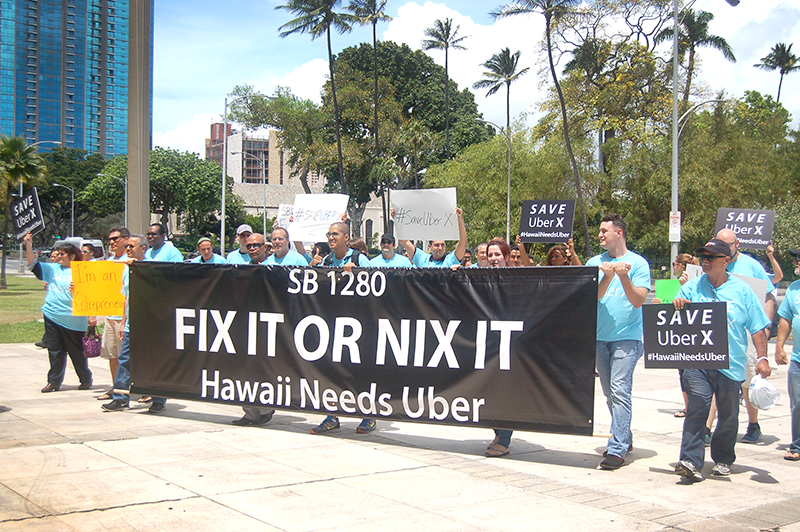 SB 1280
FIX IT OR NIX IT
Hawaii Needs Uber
SAVE
Uber X
I'm an
entrepreneur
#SAVEUBERX
#SaveUberX
SAVE
Uber X
#HawaiiNeedsUber
SAVE
Uber X
#HawaiiNeedsUber
SAVE
Uber X
#HawaiiNeedsUber